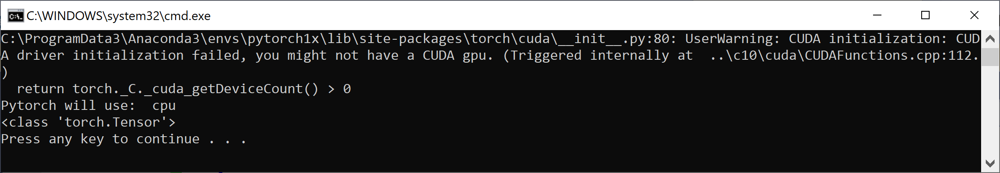 C:\WINDOWS\system32\cmd.exe
C:\ProgramData3\Anaconda3\envs\pytorch1x\lib\site-packages\torch\cuda\__init__.py:80: UserWarning: CUDA initialization: CUD
A driver initialization failed, you might not have a CUDA gpu. (Triggered internally at  ..\c10\cuda\CUDAFunctions.cpp:112.
)
  return torch._C._cuda_getDeviceCount() > 0
Pytorch will use:  cpu
<class 'torch.Tensor'>
Press any key to continue . . .